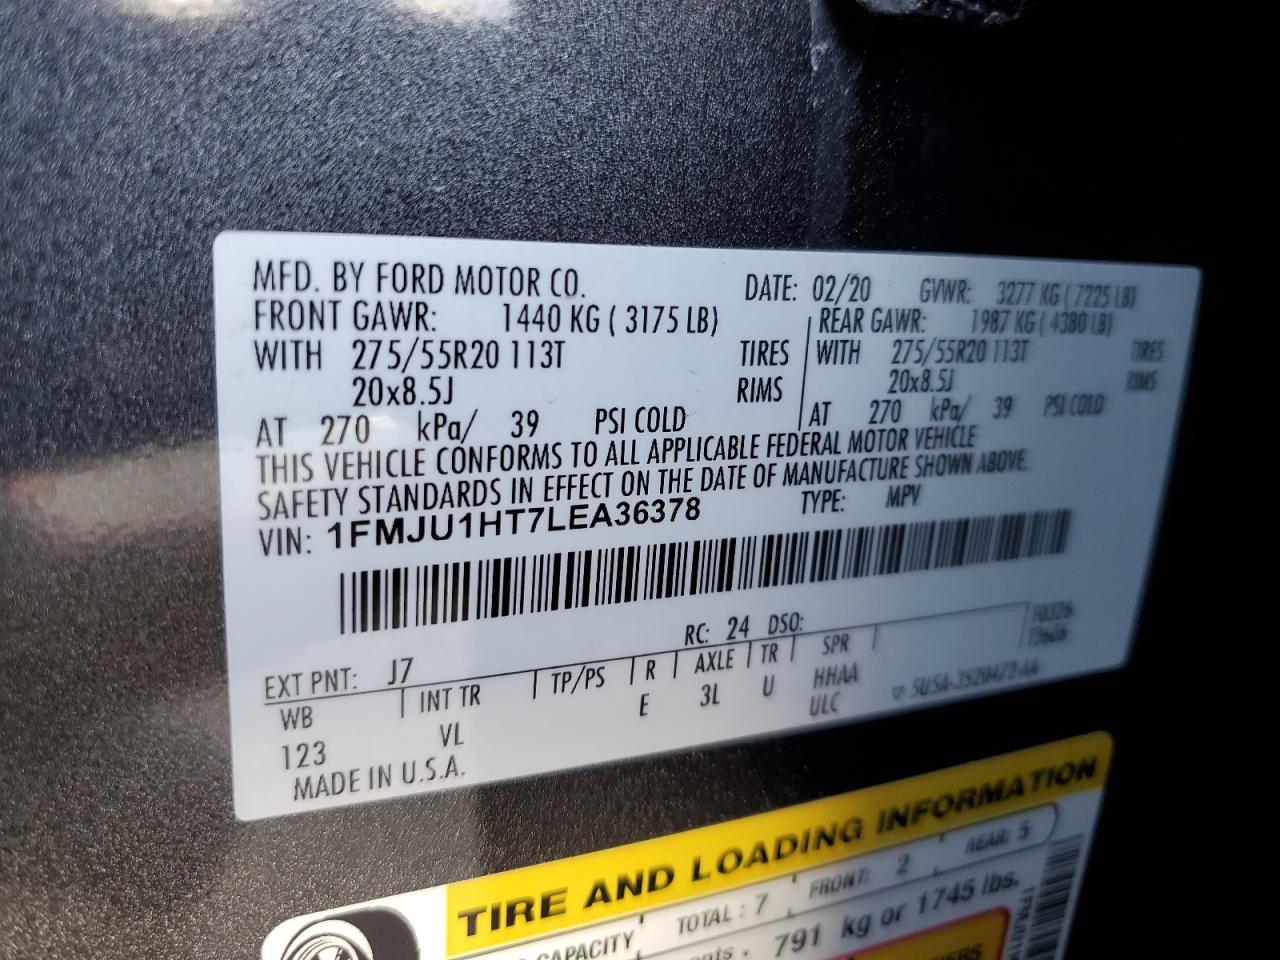 MFD. BY FORD MOTOR CO. DATE: 02/20 GVWR: 3277 KG ( 7225 LB)
FRONT GAWR: 1440 KG ( 3175 LB) REAR GAWR: 1987 KG ( 4380 LB)
WITH 275/55R20 113T TIRES WITH 275/55R20 113T TIRES
20x8.5J RIMS 20x8.5J RIMS
AT 270 kPa/ 39 PSI COLD AT 270 kPa/ 39 PSI COLD
THIS VEHICLE CONFORMS TO ALL APPLICABLE FEDERAL MOTOR VEHICLE
SAFETY STANDARDS IN EFFECT ON THE DATE OF MANUFACTURE SHOWN ABOVE.
VIN: 1FMJU1HT7LEA36378 TYPE: MPV
RC: 24 DSO:
EXT PNT: J7
WB INT TR TP/PS R AXLE TR SPR
123 VL E 3L U HHAA
ULC
MADE IN U.S.A.
TIRE AND LOADING INFORMATION
CAPACITY TOTAL : 7 FRONT: 2 REAR: 5
791 kg or 1745 lbs.